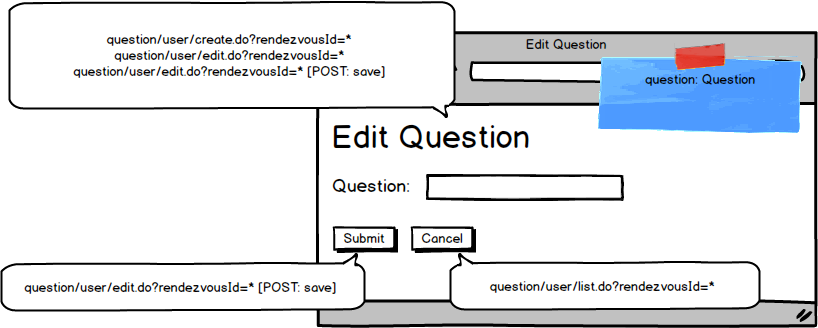 question/user/create.do?rendezvousId=*
question/user/edit.do?rendezvousId=*
question/user/edit.do?rendezvousId=* [POST: save]
Edit Question
question: Question
Edit Question
Question:
Submit
Cancel
question/user/edit.do?rendezvousId=* [POST: save]
question/user/list.do?rendezvousId=*